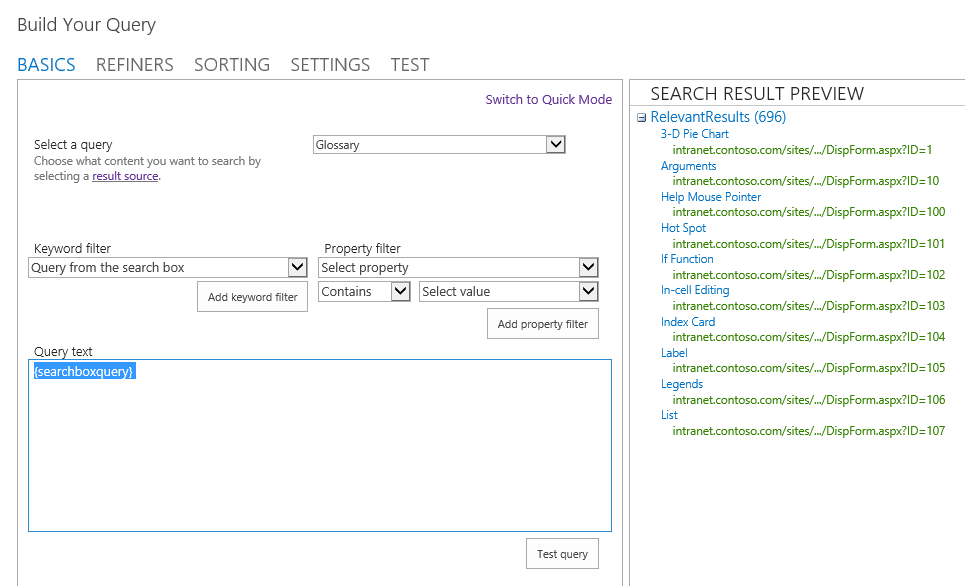 Build Your Query
BASICS REFINERS SORTING SETTINGS TEST
Switch to Quick Mode
Select a query
Glossary
Choose what content you want to search by
selecting a result source.
Keyword filter
Property filter
Query from the search box
Select property
Add keyword filter
Contains
Select value
Add property filter
Query text
{searchboxquery}
Test query
SEARCH RESULT PREVIEW
RelevantResults (696)
3-D Pie Chart
intranet.contoso.com/sites/.../DispForm.aspx?ID=1
Arguments
intranet.contoso.com/sites/.../DispForm.aspx?ID=10
Help Mouse Pointer
intranet.contoso.com/sites/.../DispForm.aspx?ID=100
Hot Spot
intranet.contoso.com/sites/.../DispForm.aspx?ID=101
If Function
intranet.contoso.com/sites/.../DispForm.aspx?ID=102
In-cell Editing
intranet.contoso.com/sites/.../DispForm.aspx?ID=103
Index Card
intranet.contoso.com/sites/.../DispForm.aspx?ID=104
Label
intranet.contoso.com/sites/.../DispForm.aspx?ID=105
Legends
intranet.contoso.com/sites/.../DispForm.aspx?ID=106
List
intranet.contoso.com/sites/.../DispForm.aspx?ID=107